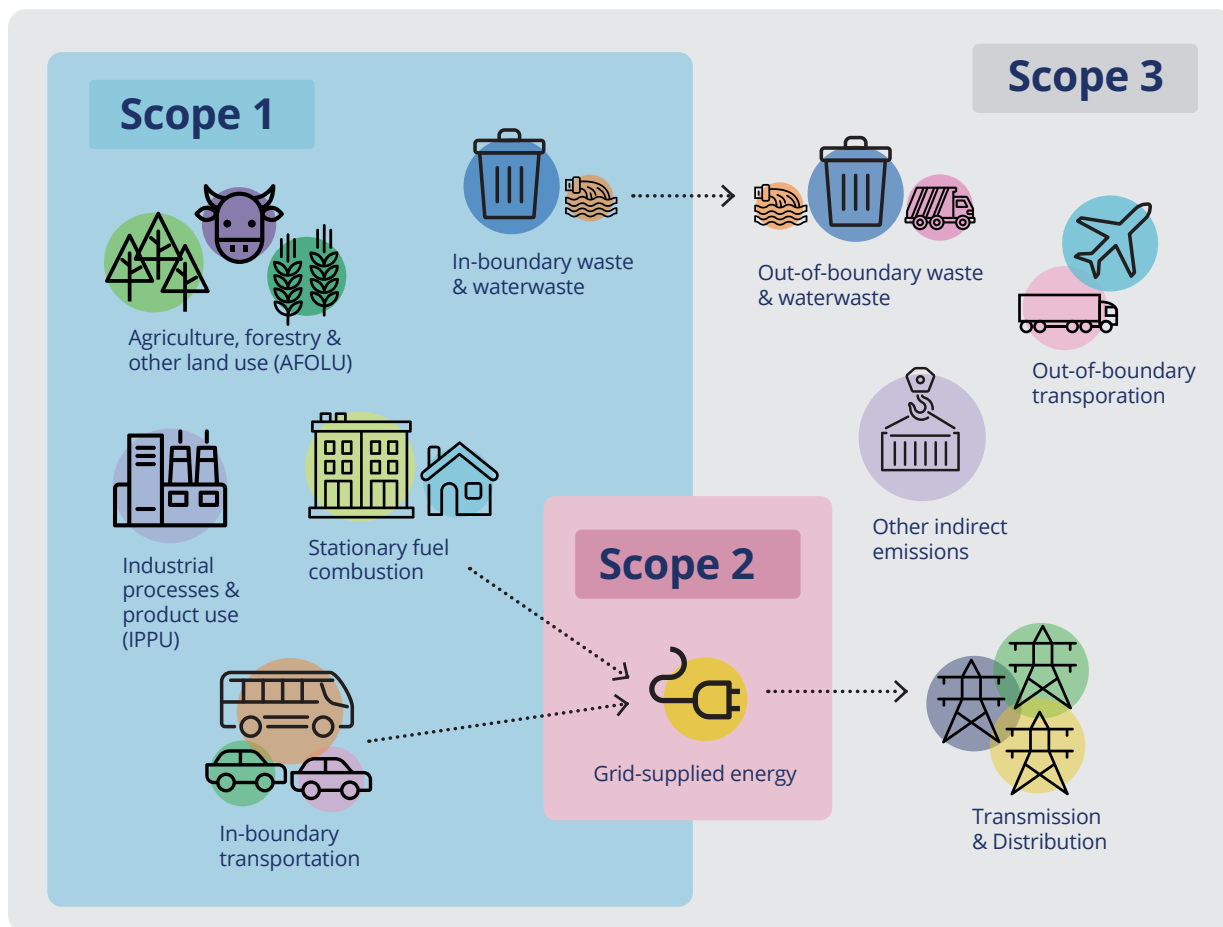 Scope 1
Scope 3
In-boundary waste
& waterwaste
Out-of-boundary waste
& waterwaste
Agriculture, forestry &
other land use (AFOLU)
Out-of-boundary
transporation
Industrial
processes &
product use
(IPPU)
Stationary fuel
combustion
Scope 2
Other indirect
emissions
Grid-supplied energy
In-boundary
transportation
Transmission
& Distribution